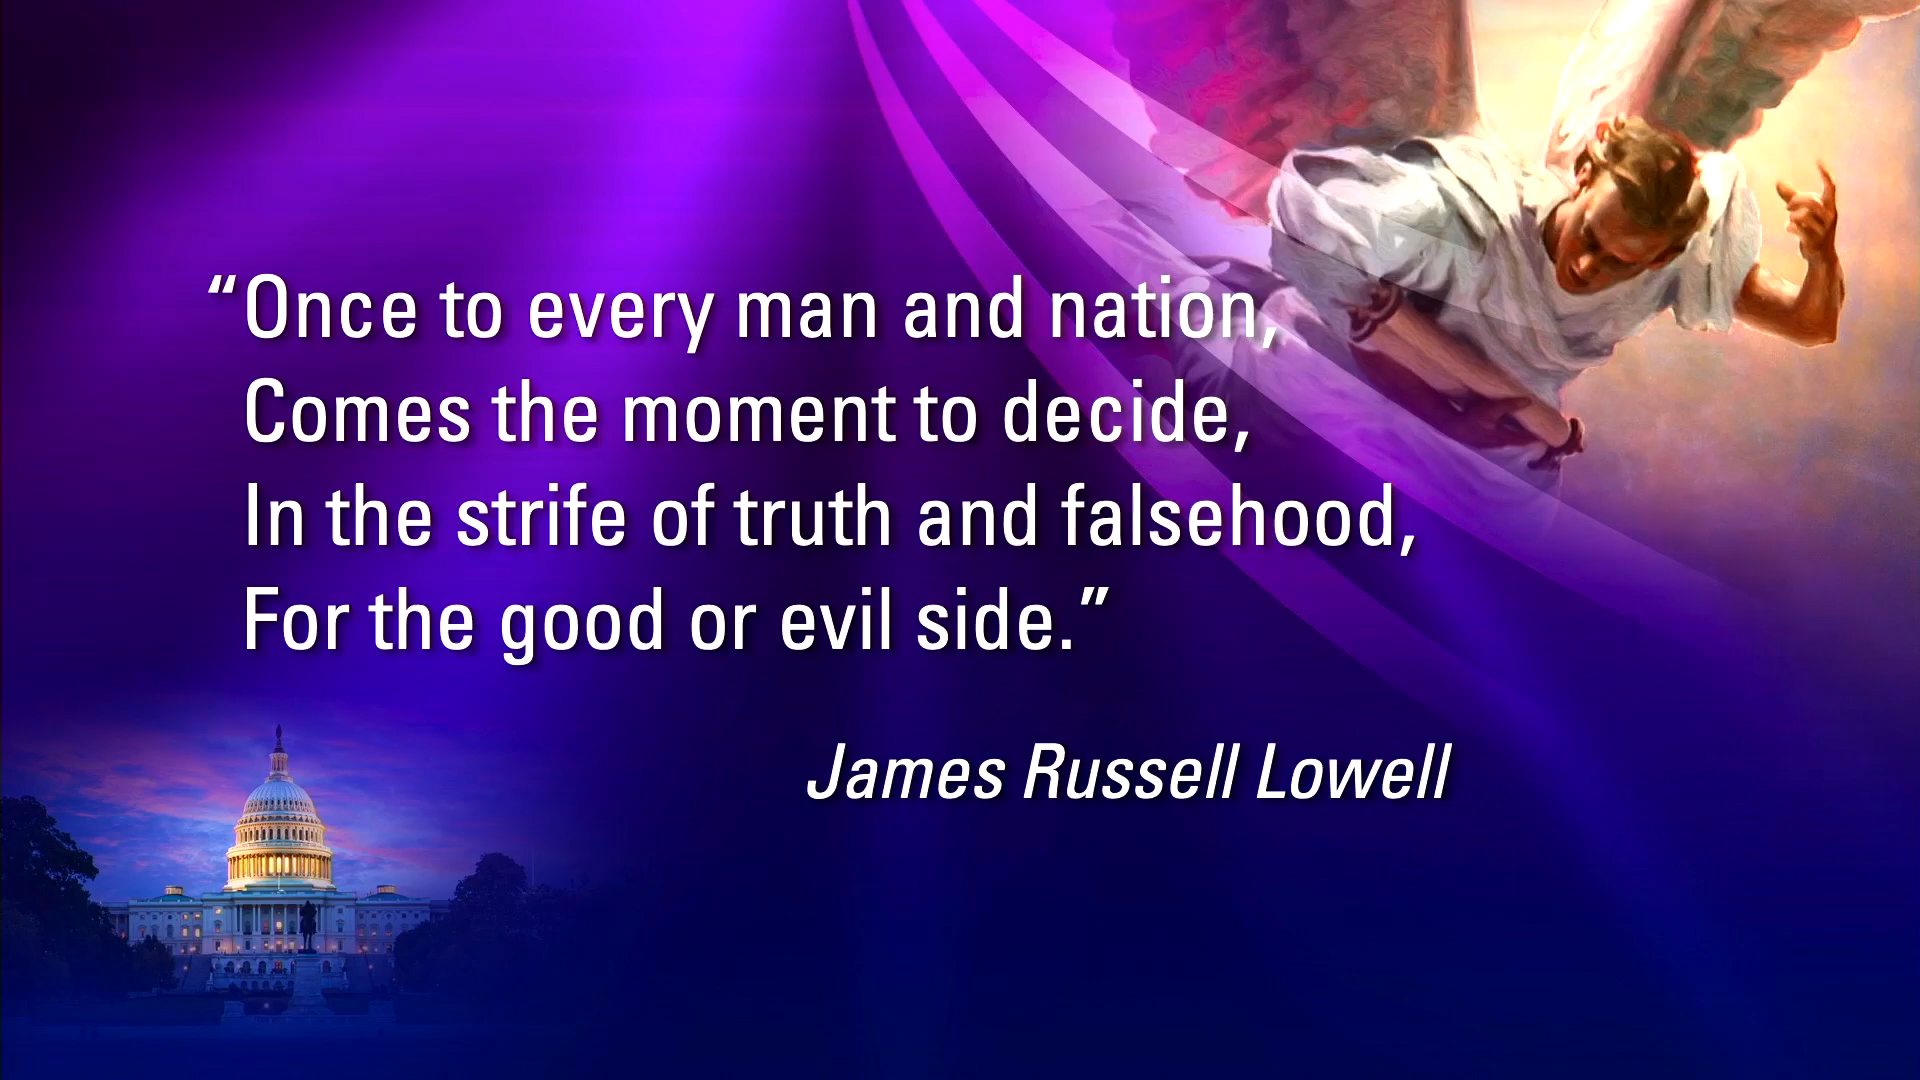 “Once to every man and nation,
Comes the moment to decide,
In the strife of truth and falsehood,
For the good or evil side.”
James Russell Lowell